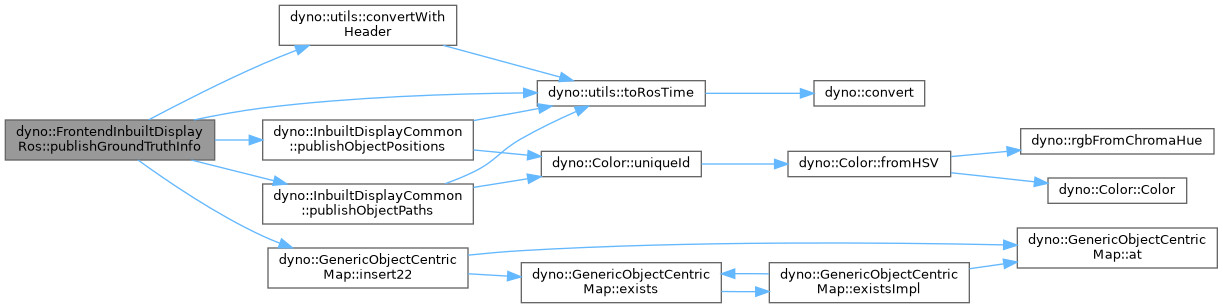 dyno::utils::convertWith
Header
dyno::utils::toRosTime
dyno::convert
dyno::FrontendInbuiltDisplay
Ros::publishGroundTruthInfo
dyno::InbuiltDisplayCommon
::publishObjectPositions
dyno::rgbFromChromaHue
dyno::Color::uniqueId
dyno::Color::fromHSV
dyno::InbuiltDisplayCommon
::publishObjectPaths
dyno::Color::Color
dyno::GenericObjectCentric
Map::insert22
dyno::GenericObjectCentric
Map::at
dyno::GenericObjectCentric
Map::exists
dyno::GenericObjectCentric
Map::existsImpl